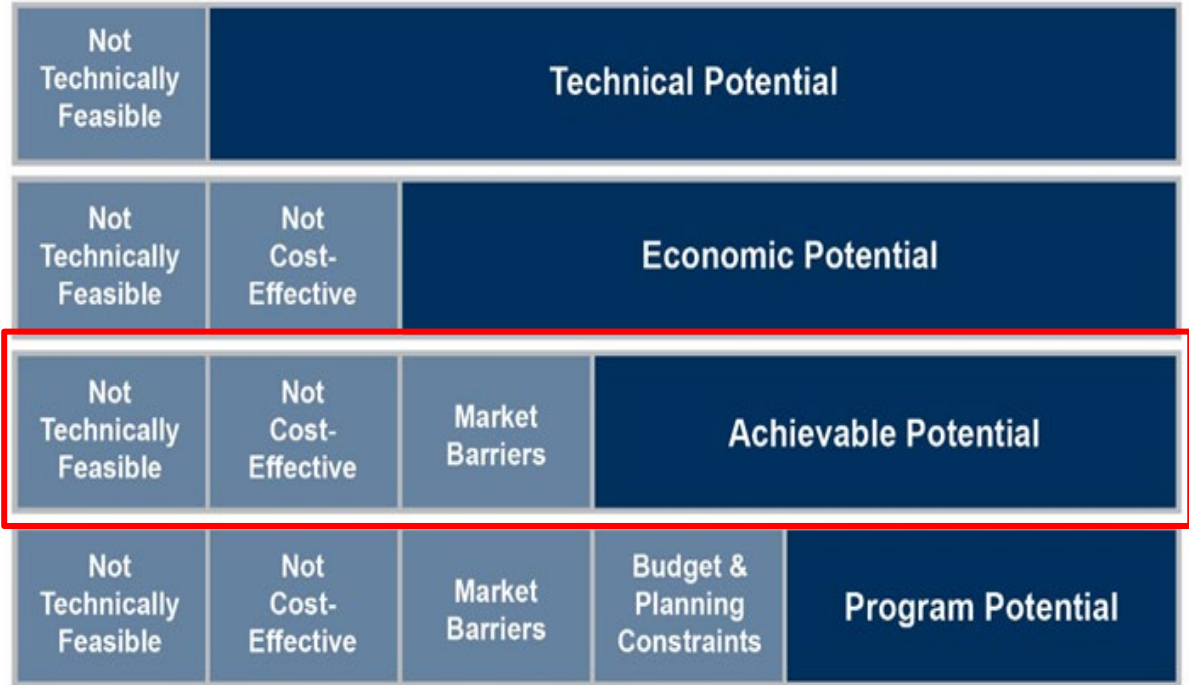 Not
Technically
Feasible
Technical Potential
Not
Technically
Feasible
Not
Cost-
Effective
Economic Potential
Not
Technically
Feasible
Not
Cost-
Effective
Market
Barriers
Achievable Potential
Not
Technically
Feasible
Not
Cost-
Effective
Market
Barriers
Budget &
Planning
Constraints
Program Potential